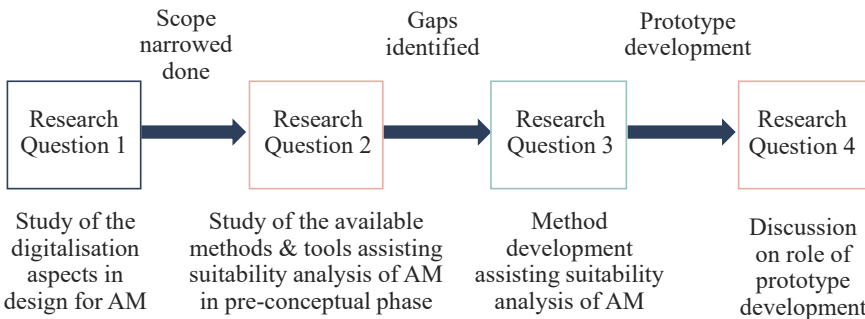 Scope
narrowed
done
Gaps
identified
Prototype
development
Research
Question 1
Research
Question 2
Research
Question 3
Research
Question 4
Study of the
digitalisation
aspects in
design for AM
Study of the available
methods & tools assisting
suitability analysis of AM
in pre-conceptual phase
Method
development
assisting suitability
analysis of AM
Discussion
on role of
prototype
development